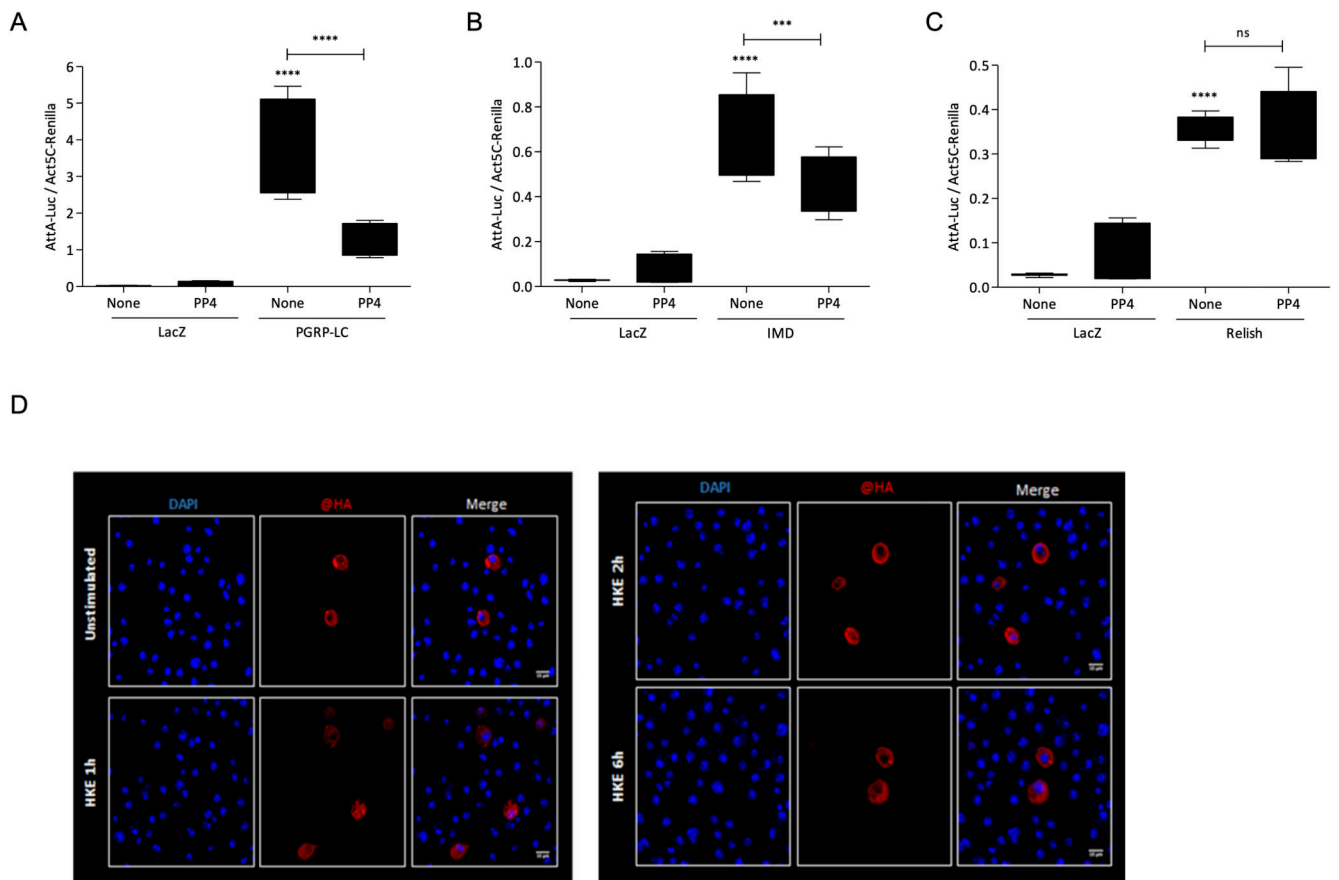 A
AttA-Luc / Act5C-Renilla
6
5
4
3
2
1
0
****
****
None PP4 None PP4
LacZ PGRP-LC
B
AttA-Luc / Act5C-Renilla
1.0
0.8
0.6
0.4
0.2
0.0
***
****
None PP4 None PP4
LacZ IMD
C
AttA-Luc / Act5C-Renilla
0.5
0.4
0.3
0.2
0.1
0.0
ns
****
None PP4 None PP4
LacZ Relish
D
DAPI @HA Merge
Unstimulated
HKE 1h
DAPI @HA Merge
HKE 2h
HKE 6h